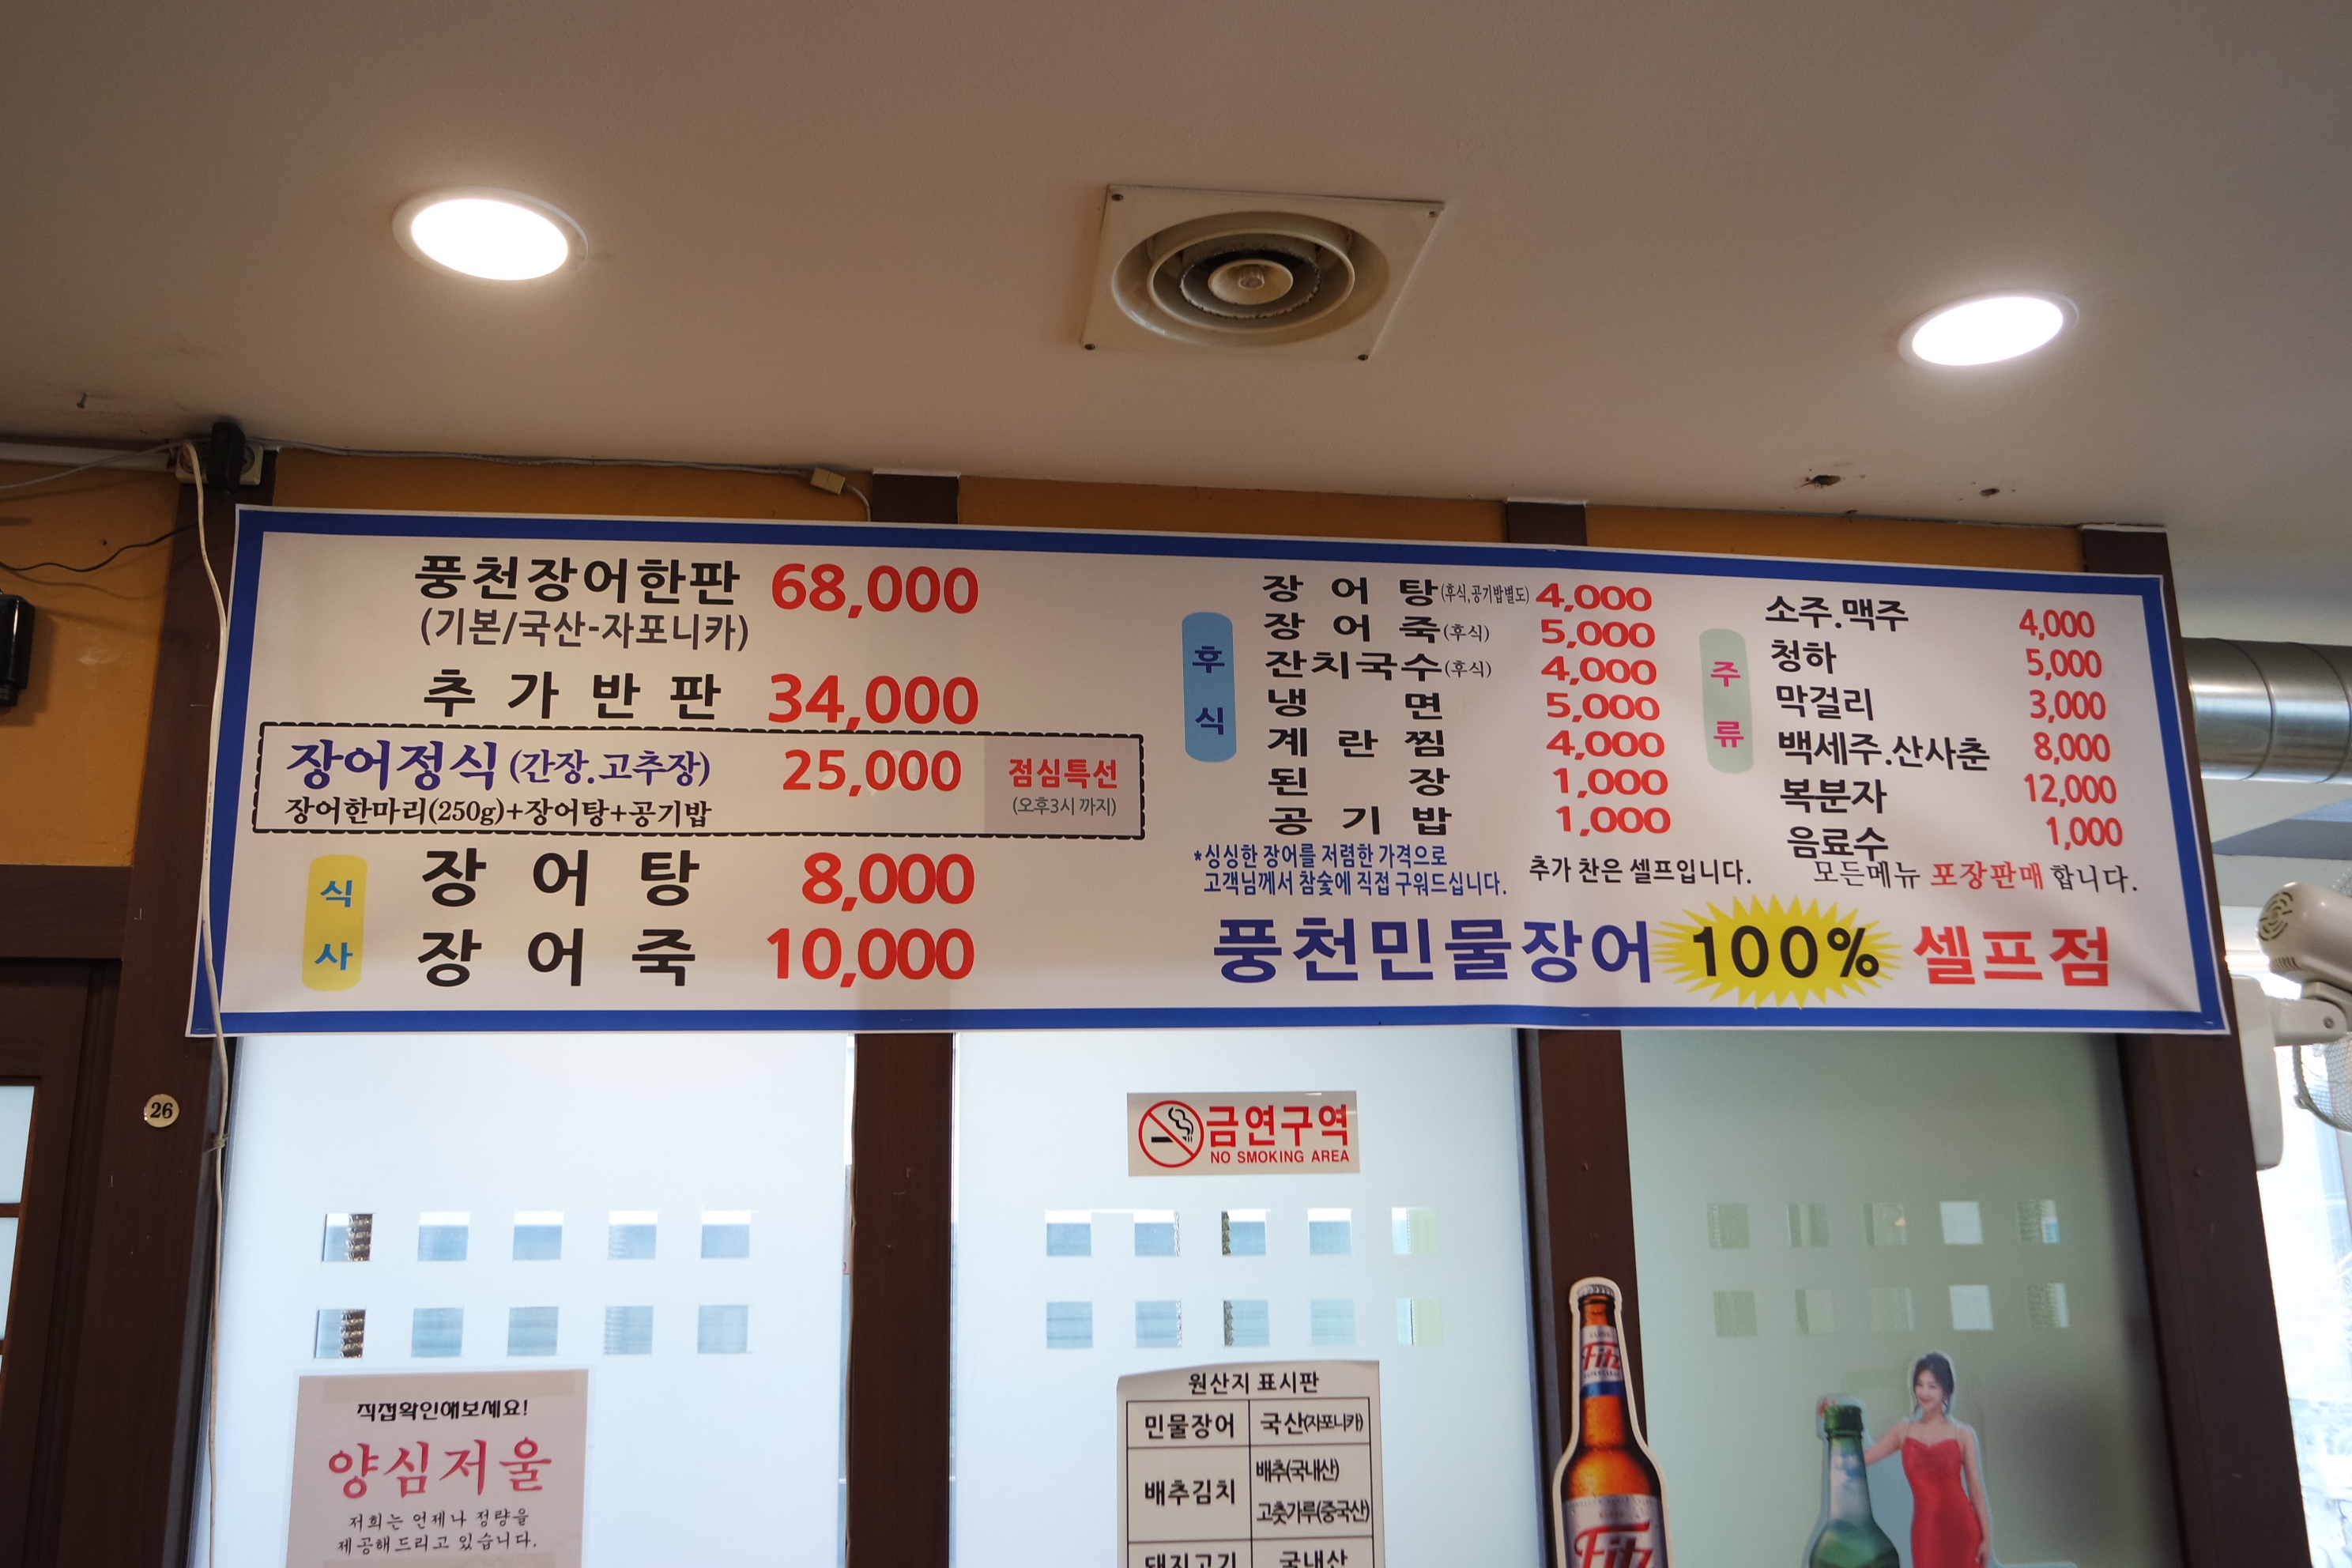 풍천장어한판 68,000
(기본/국산-자포니카)
추가반판 34,000
장어정식 (간장.고추장) 25,000 점심특선
장어한마리(250g)+장어탕+공기밥 (오후3시 까지)
식사
장어탕 8,000
장어죽 10,000
후식
장어탕(후식,공기밥별도) 4,000
장어죽(후식) 5,000
잔치국수(후식) 4,000
냉면 5,000
계란찜 4,000
된장 1,000
공기밥 1,000
주류
소주.맥주 4,000
청하 5,000
막걸리 3,000
백세주.산사춘 8,000
복분자 12,000
음료수 1,000
*싱싱한 장어를 저렴한 가격으로
고객님께서 참숯에 직접 구워드십니다.
추가 찬은 셀프입니다.
모든메뉴 포장판매 합니다.
풍천민물장어 100% 셀프점
26
금연구역
NO SMOKING AREA
직접확인해보세요!
양심저울
저희는 언제나 정량을
제공해드리고 있습니다.
원산지 표시판
민물장어 국산(자포니카)
배추김치 배추(국내산)
고춧가루(중국산)
돼지고기 국내산
Fitz
Fitz